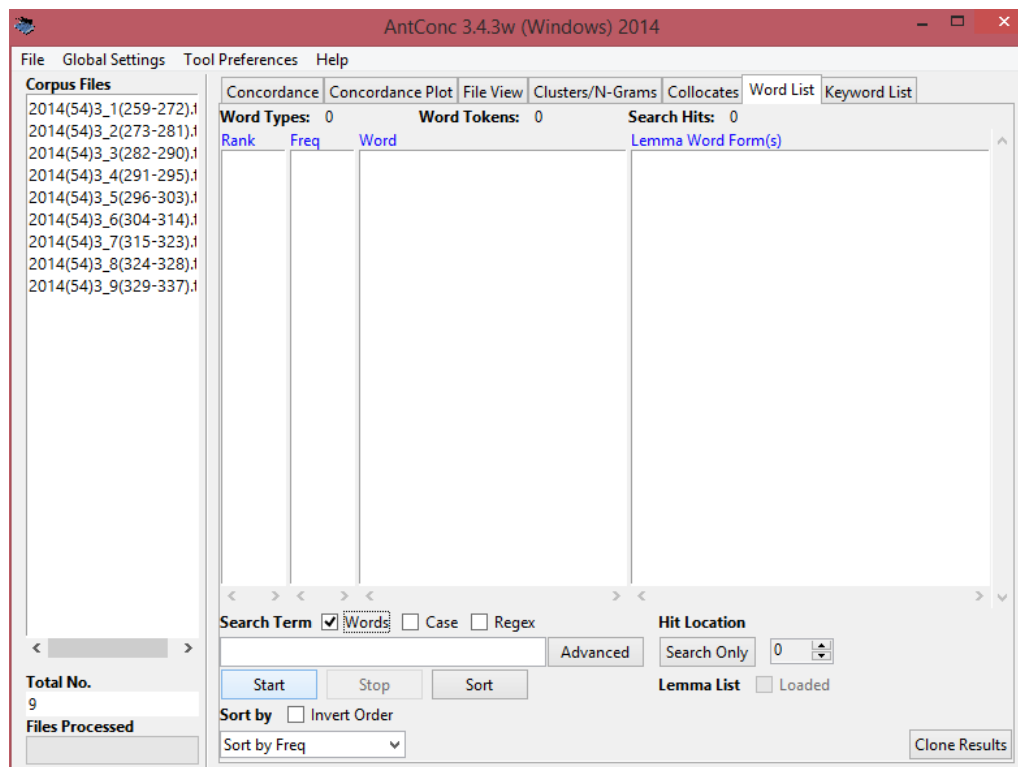 AntConc 3.4.3w (Windows) 2014
File Global Settings Tool Preferences Help
Corpus Files
2014(54)3_1(259-272).t
2014(54)3_2(273-281).t
2014(54)3_3(282-290).t
2014(54)3_4(291-295).t
2014(54)3_5(296-303).t
2014(54)3_6(304-314).t
2014(54)3_7(315-323).t
2014(54)3_8(324-328).t
2014(54)3_9(329-337).t
Total No.
9
Files Processed
Concordance Concordance Plot File View Clusters/N-Grams Collocates Word List Keyword List
Word Types: 0 Word Tokens: 0 Search Hits: 0
Rank Freq Word Lemma Word Form(s)
Search Term Words Case Regex Hit Location
Advanced Search Only 0
Start Stop Sort Lemma List Loaded
Sort by Invert Order
Sort by Freq Clone Results